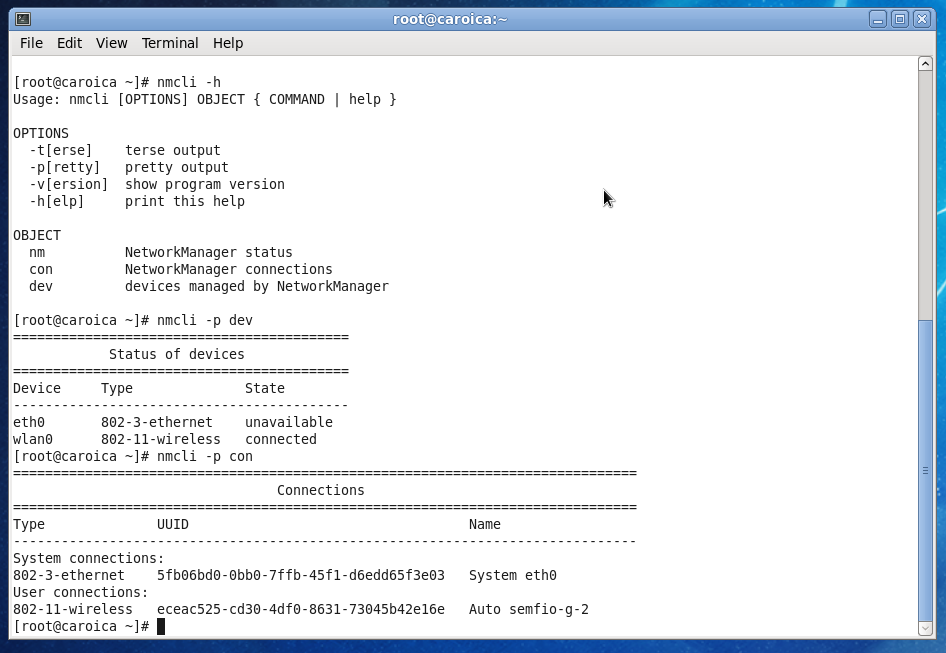 root@caroica:~
File Edit View Terminal Help
[root@caroica ~]# nmcli -h
Usage: nmcli [OPTIONS] OBJECT { COMMAND | help }
OPTIONS
  -t[erse]    terse output
  -p[retty]   pretty output
  -v[ersion]  show program version
  -h[elp]     print this help
OBJECT
  nm          NetworkManager status
  con         NetworkManager connections
  dev         devices managed by NetworkManager
[root@caroica ~]# nmcli -p dev
==========================================
            Status of devices
==========================================
Device     Type              State
------------------------------------------
eth0       802-3-ethernet    unavailable
wlan0      802-11-wireless   connected
[root@caroica ~]# nmcli -p con
==============================================================================
                                 Connections
==============================================================================
Type              UUID                                   Name
------------------------------------------------------------------------------
System connections:
802-3-ethernet    5fb06bd0-0bb0-7ffb-45f1-d6edd65f3e03   System eth0
User connections:
802-11-wireless   eceac525-cd30-4df0-8631-73045b42e16e   Auto semfio-g-2
[root@caroica ~]#